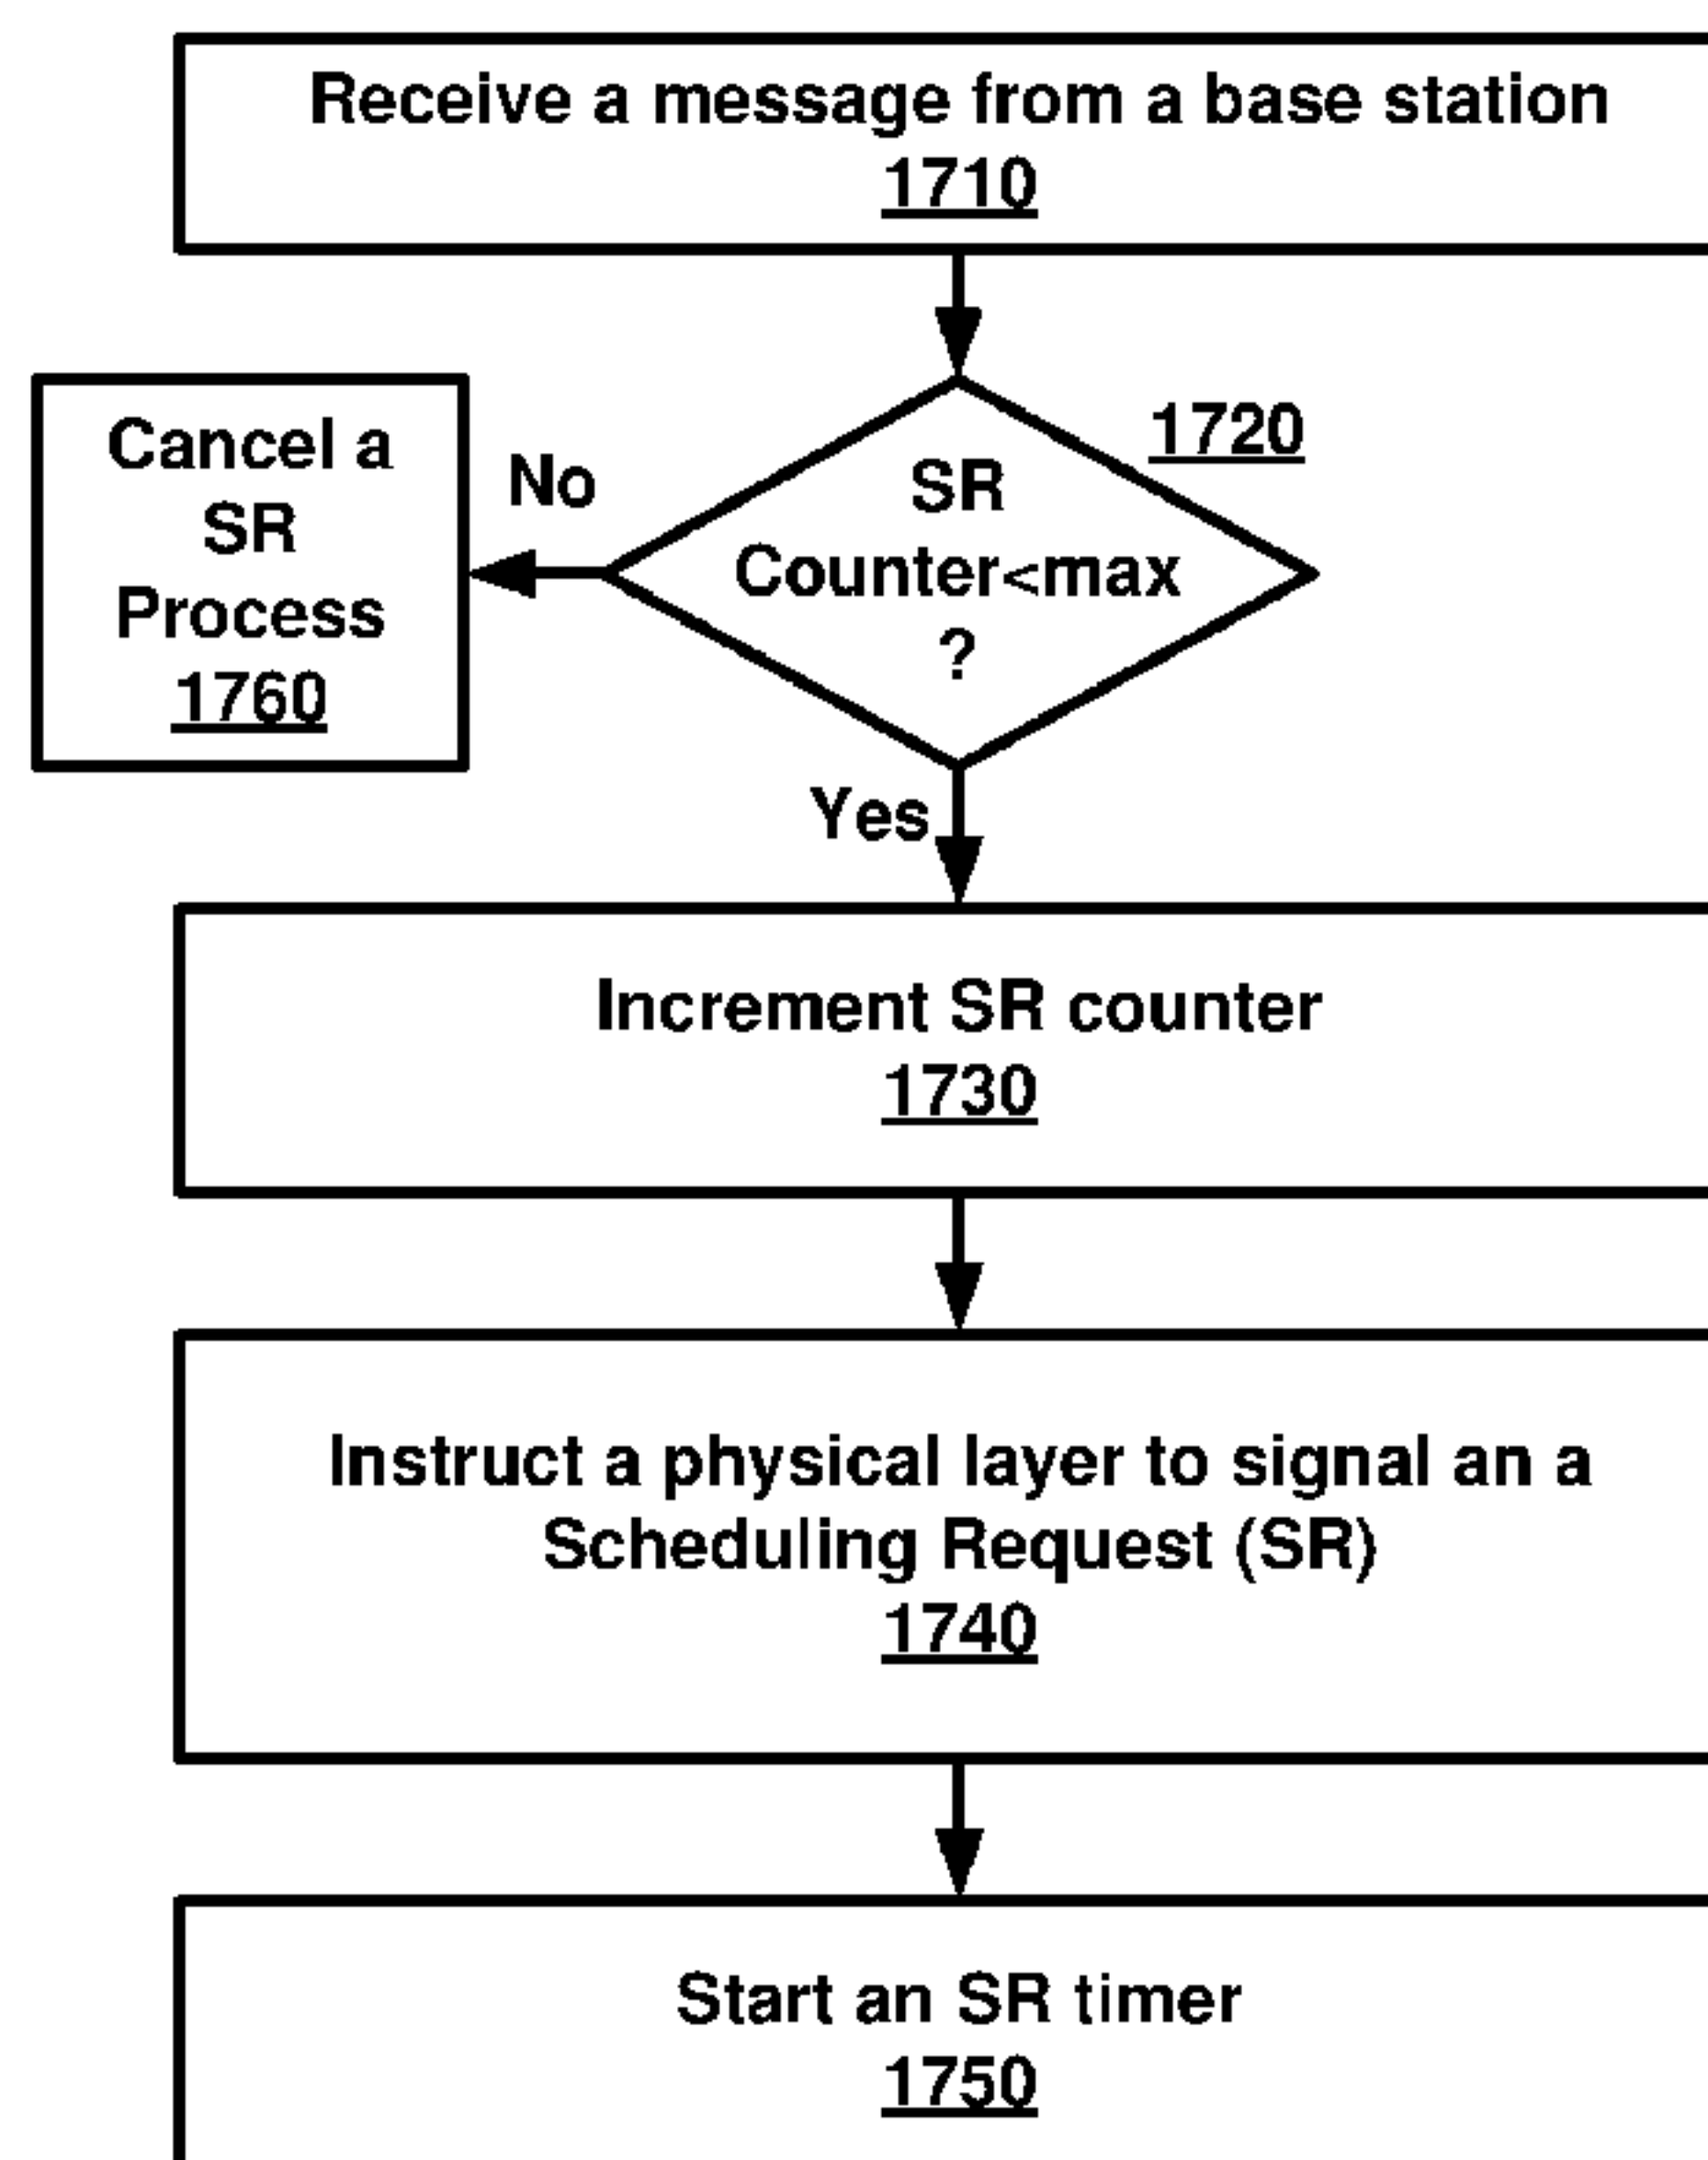 Receive a message from a base station
1710
Cancel a
SR
Process
1760
No
1720
SR
Counter<max
?
Yes
Increment SR counter
1730
Instruct a physical layer to signal an a
Scheduling Request (SR)
1740
Start an SR timer
1750